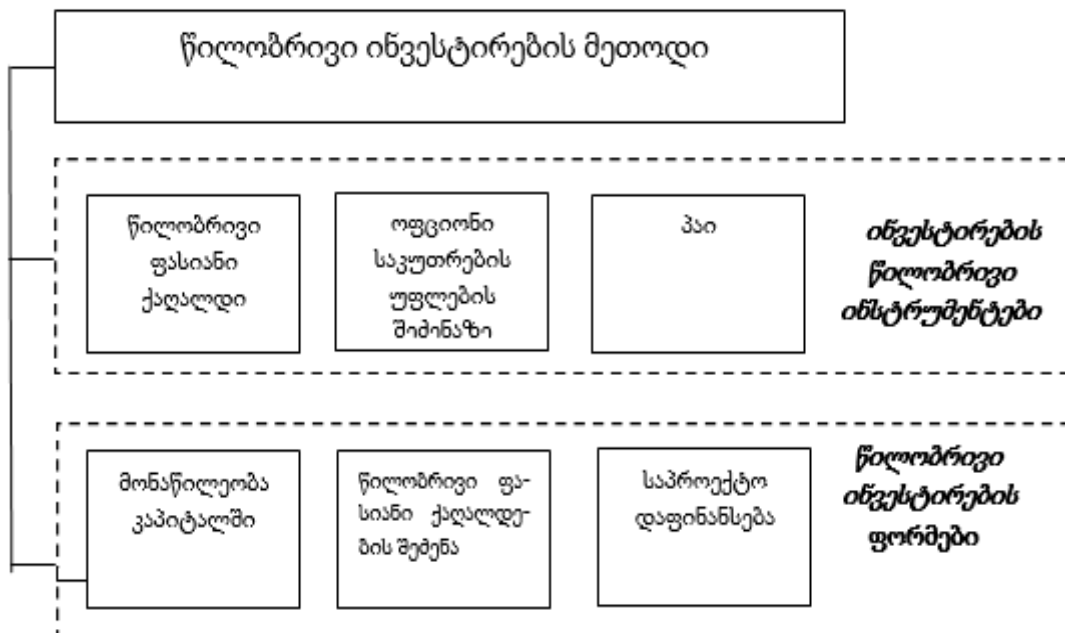 წილობრივი ინვესტირების მეთოდი
წილობრივი
ფასიანი
ქაღალდი
ოფციონი
საკუთრების
უფლების
შეძენაზე
პაი
ინვესტირების
წილობრივი
ინსტრუმენტები
მონაწილეობა
კაპიტალში
წილობრივი ფა-
სიანი ქაღალდე-
ბის შეძენა
საპროექტო
დაფინანსება
წილობრივი
ინვესტირების
ფორმები